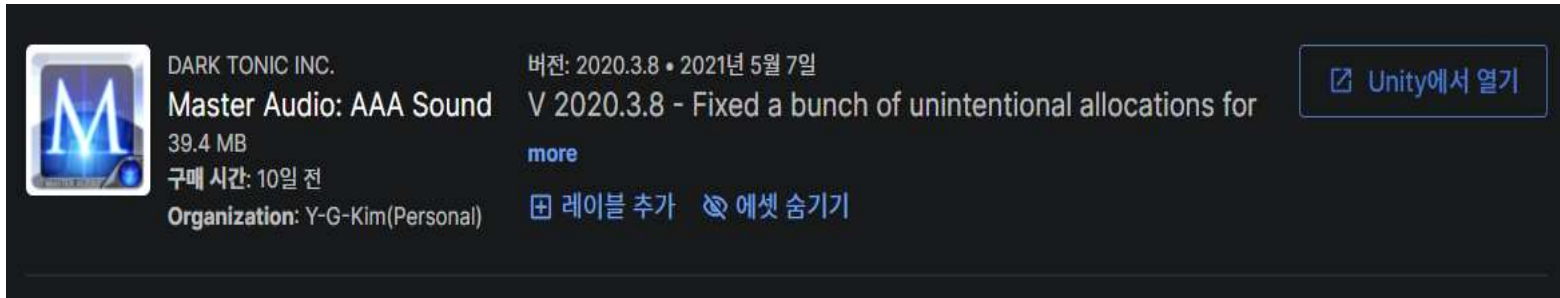 DARK TONIC INC.
Master Audio: AAA Sound
39.4 MB
구매 시간: 10일 전
Organization: Y-G-Kim(Personal)
버전: 2020.3.8 • 2021년 5월 7일
V 2020.3.8 - Fixed a bunch of unintentional allocations for
more
레이블 추가 에셋 숨기기
Unity에서 열기
M
MASTER AUDIO